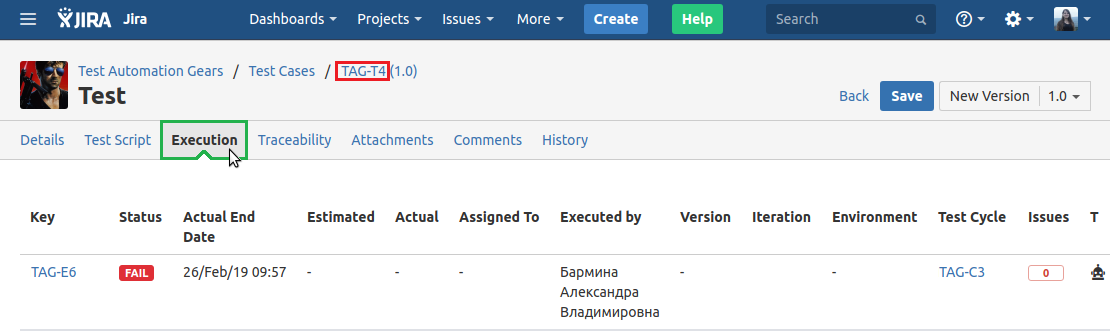 JIRA Jira Dashboards Projects Issues More Create Help Search
Test Automation Gears / Test Cases / TAG-T4 (1.0)
Test
Back Save New Version 1.0
Details Test Script Execution Traceability Attachments Comments History
Key Status Actual End Estimated Actual Assigned To Executed by Version Iteration Environment Test Cycle Issues T
Date
TAG-E6 FAIL 26/Feb/19 09:57 - - - Бармина - - TAG-C3 0
Александра
Владимировна